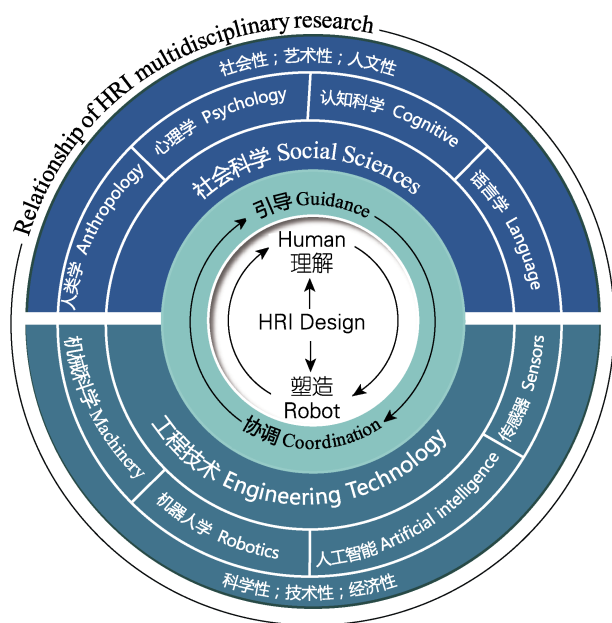 Relationship of HRI multidisciplinary research
社会性；艺术性；人文性
人类学 Anthropology
心理学 Psychology
认知科学 Cognitive
语言学 Language
社会科学 Social Sciences
引导 Guidance
Human
理解
HRI Design
塑造
Robot
协调 Coordination
工程技术 Engineering Technology
机械科学 Machinery
机器人学 Robotics
人工智能 Artificial intelligence
传感器 Sensors
科学性；技术性；经济性